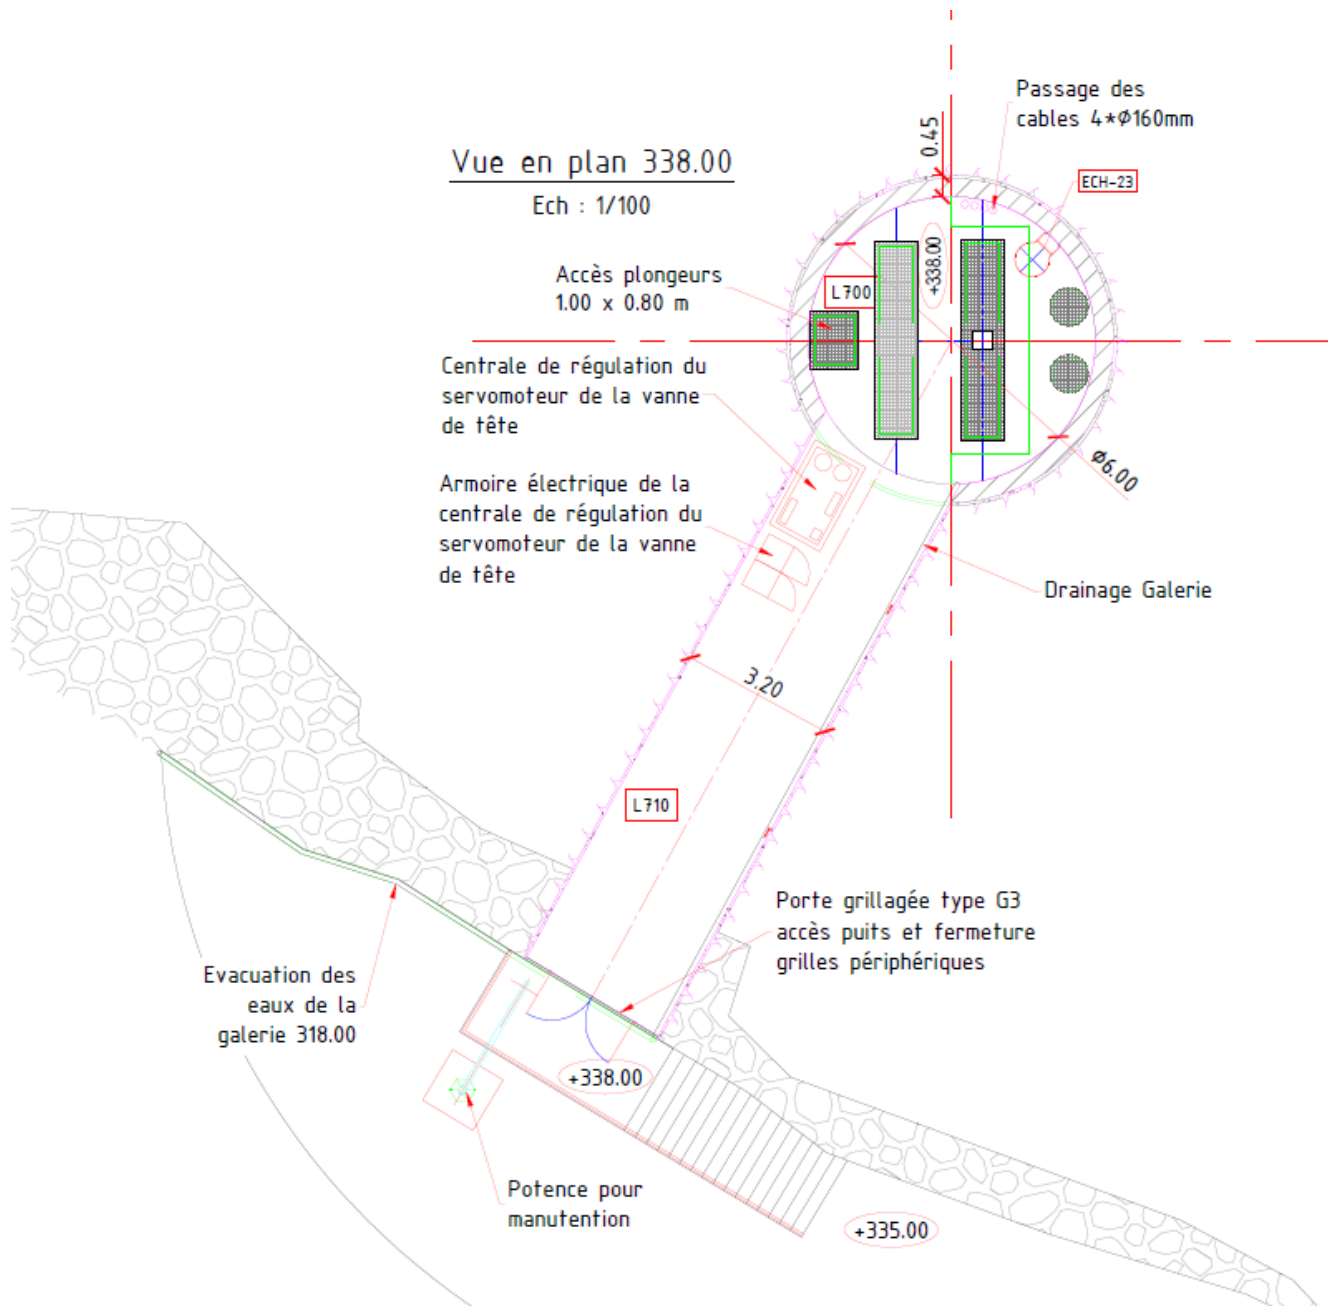 Passage des
cables 4*Ø160mm
0.45
Vue en plan 338.00
Ech : 1/100
ECH-23
+338.00
Accès plongeurs
1.00 x 0.80 m
L700
Centrale de régulation du
servomoteur de la vanne
de tête
Ø6.00
Armoire électrique de la
centrale de régulation du
servomoteur de la vanne
de tête
Drainage Galerie
3.20
L710
Porte grillagée type G3
accès puits et fermeture
grilles périphériques
Evacuation des
eaux de la
galerie 318.00
+338.00
Potence pour
manutention
+335.00